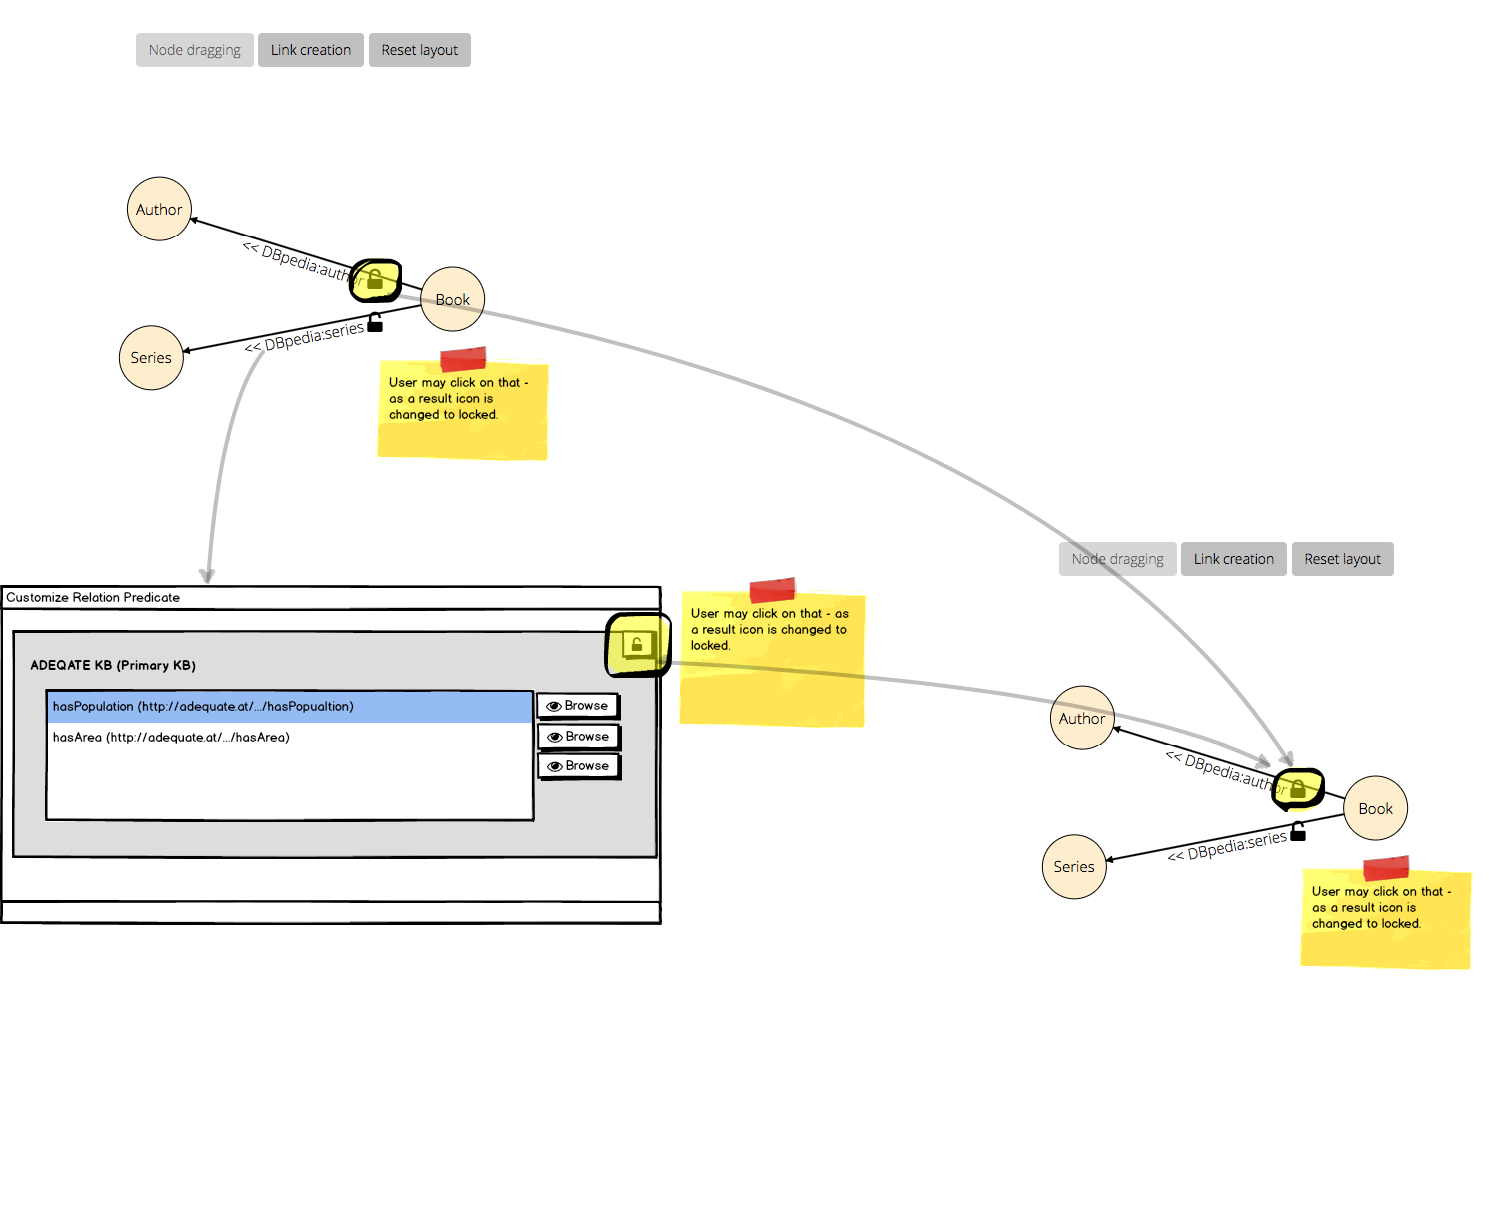 Node dragging
Link creation
Reset layout
Author
<< DBpedia:author
Book
<< DBpedia:series
Series
User may click on that -
as a result icon is
changed to locked.
Node dragging
Link creation
Reset layout
Customize Relation Predicate
User may click on that - as
a result icon is changed to
locked.
ADEQATE KB (Primary KB)
hasPopulation (http://adequate.at/.../hasPopualtion)
Browse
hasArea (http://adequate.at/.../hasArea)
Browse
Browse
Author
<< DBpedia:author
Book
<< DBpedia:series
Series
User may click on that -
as a result icon is
changed to locked.